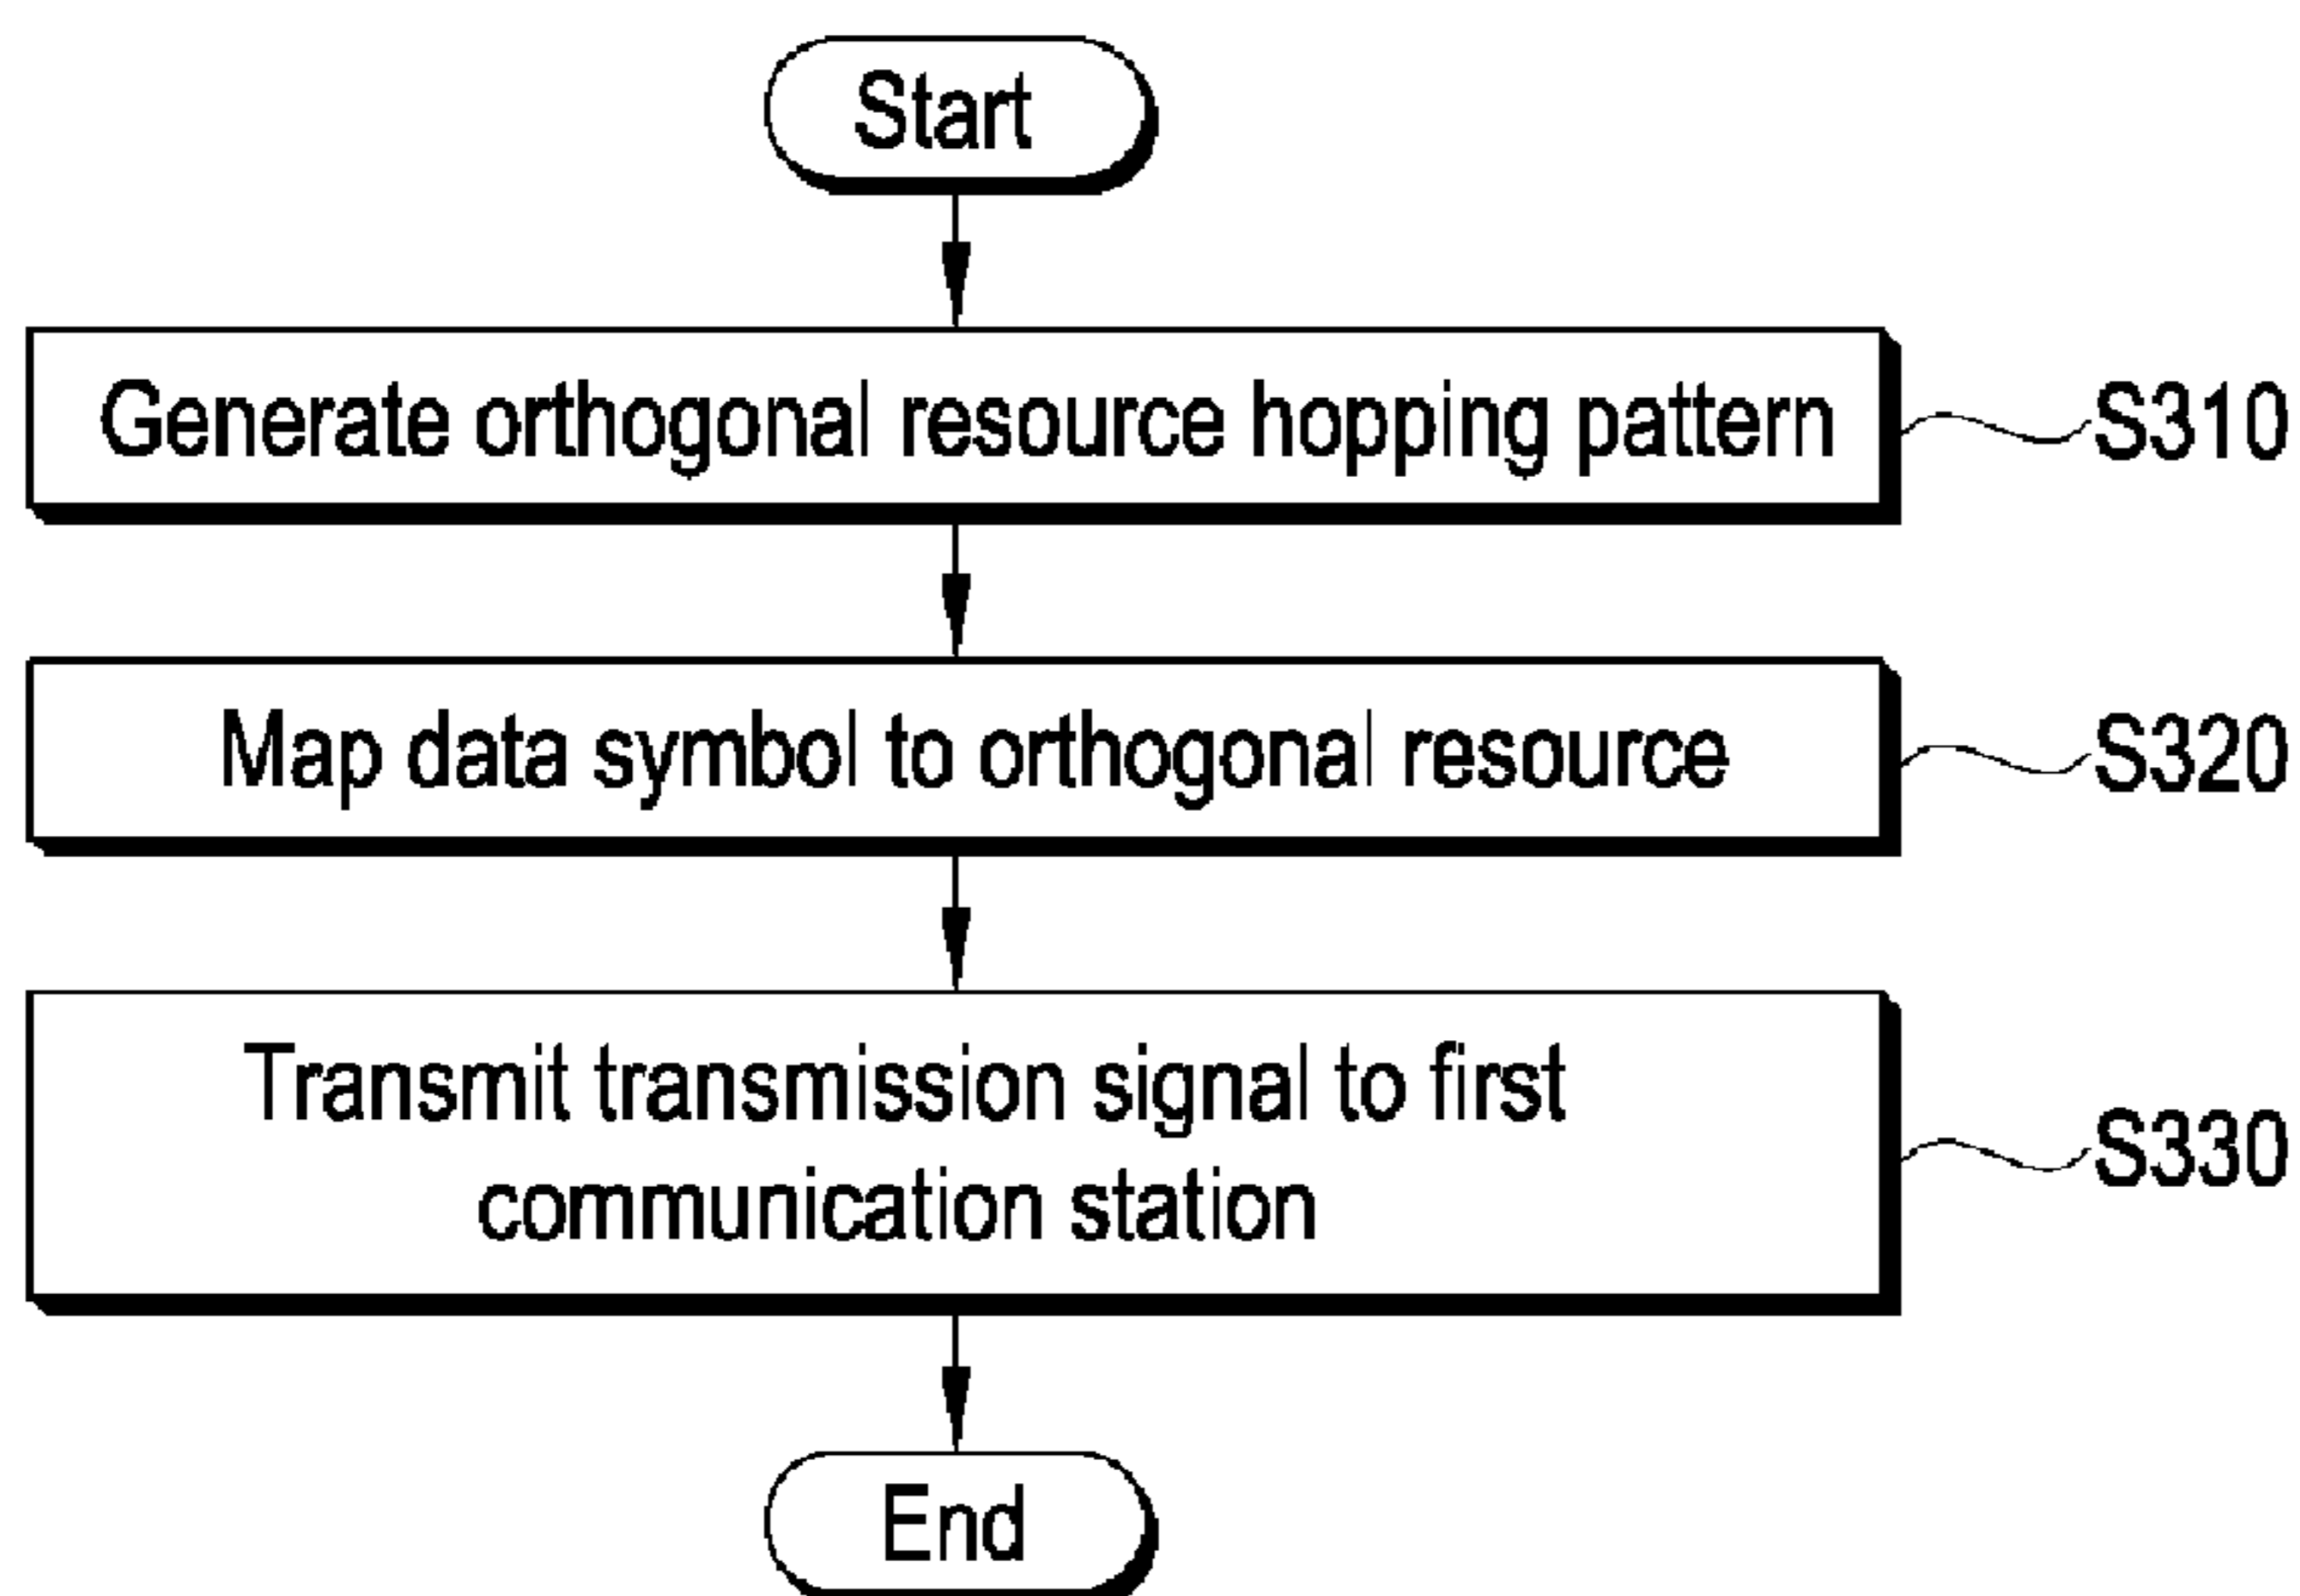 Start
Generate orthogonal resource hopping pattern
S310
Map data symbol to orthogonal resource
S320
Transmit transmission signal to first
communication station
S330
End